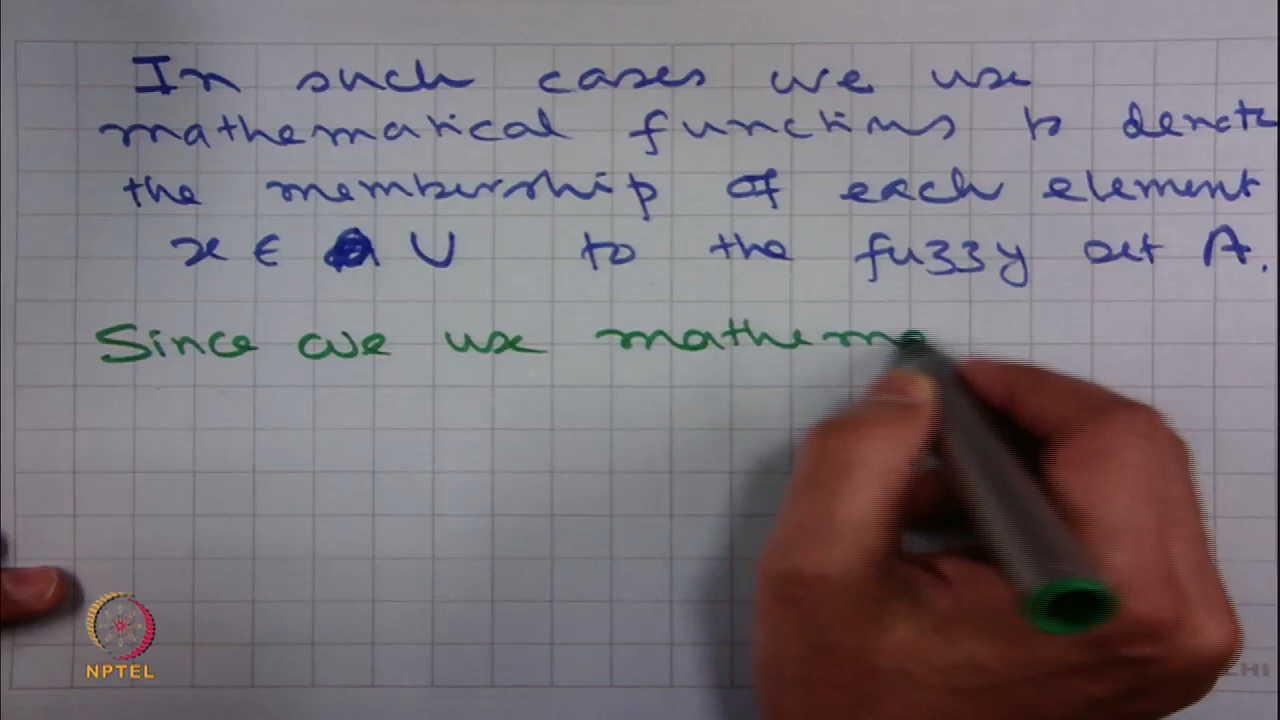 In such cases we use
mathematical functions to denote
the membership of each element
x ∈ U to the fuzzy set A.
Since we use mathema
NPTEL